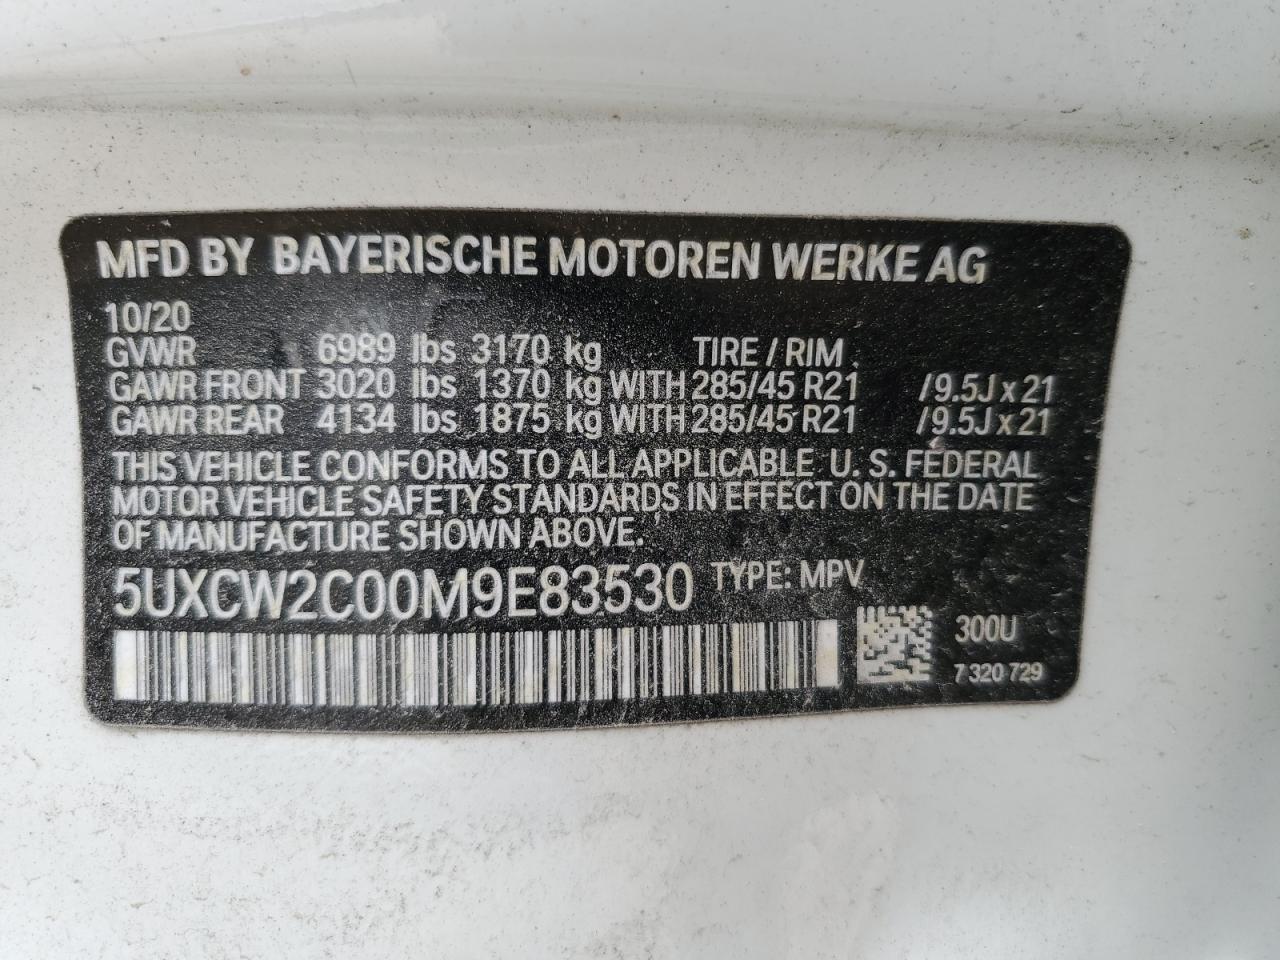 MFD BY BAYERISCHE MOTOREN WERKE AG
10/20
GVWR 6989 lbs 3170 kg TIRE / RIM
GAWR FRONT 3020 lbs 1370 kg WITH 285/45 R21 /9.5J x 21
GAWR REAR 4134 lbs 1875 kg WITH 285/45 R21 /9.5J x 21
THIS VEHICLE CONFORMS TO ALL APPLICABLE U. S. FEDERAL
MOTOR VEHICLE SAFETY STANDARDS IN EFFECT ON THE DATE
OF MANUFACTURE SHOWN ABOVE.
5UXCW2C00M9E83530 TYPE: MPV
300U
7 320 729